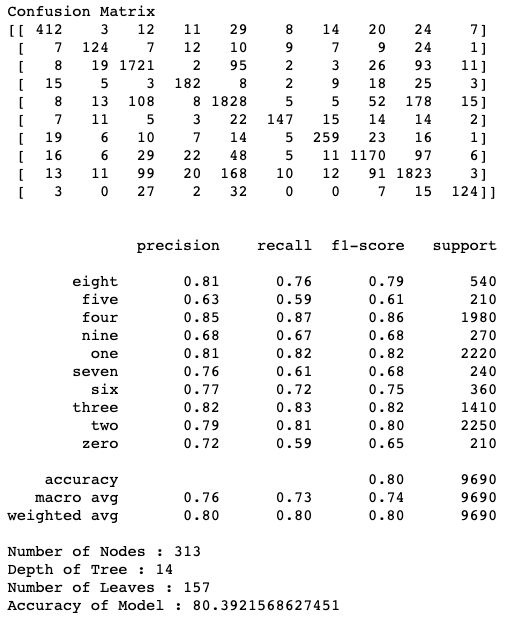 Confusion Matrix
[[ 412 3 12 11 29 8 14 20 24 7]
[ 7 124 7 12 10 9 7 9 24 1]
[ 8 19 1721 2 95 2 3 26 93 11]
[ 15 5 3 182 8 2 9 18 25 3]
[ 8 13 108 8 1828 5 5 52 178 15]
[ 7 11 5 3 22 147 15 14 14 2]
[ 19 6 10 7 14 5 259 23 16 1]
[ 16 6 29 22 48 5 11 1170 97 6]
[ 13 11 99 20 168 10 12 91 1823 3]
[ 3 0 27 2 32 0 0 7 15 124]]
precision recall f1-score support
eight 0.81 0.76 0.79 540
five 0.63 0.59 0.61 210
four 0.85 0.87 0.86 1980
nine 0.68 0.67 0.68 270
one 0.81 0.82 0.82 2220
seven 0.76 0.61 0.68 240
six 0.77 0.72 0.75 360
three 0.82 0.83 0.82 1410
two 0.79 0.81 0.80 2250
zero 0.72 0.59 0.65 210
accuracy 0.80 9690
macro avg 0.76 0.73 0.74 9690
weighted avg 0.80 0.80 0.80 9690
Number of Nodes : 313
Depth of Tree : 14
Number of Leaves : 157
Accuracy of Model : 80.3921568627451